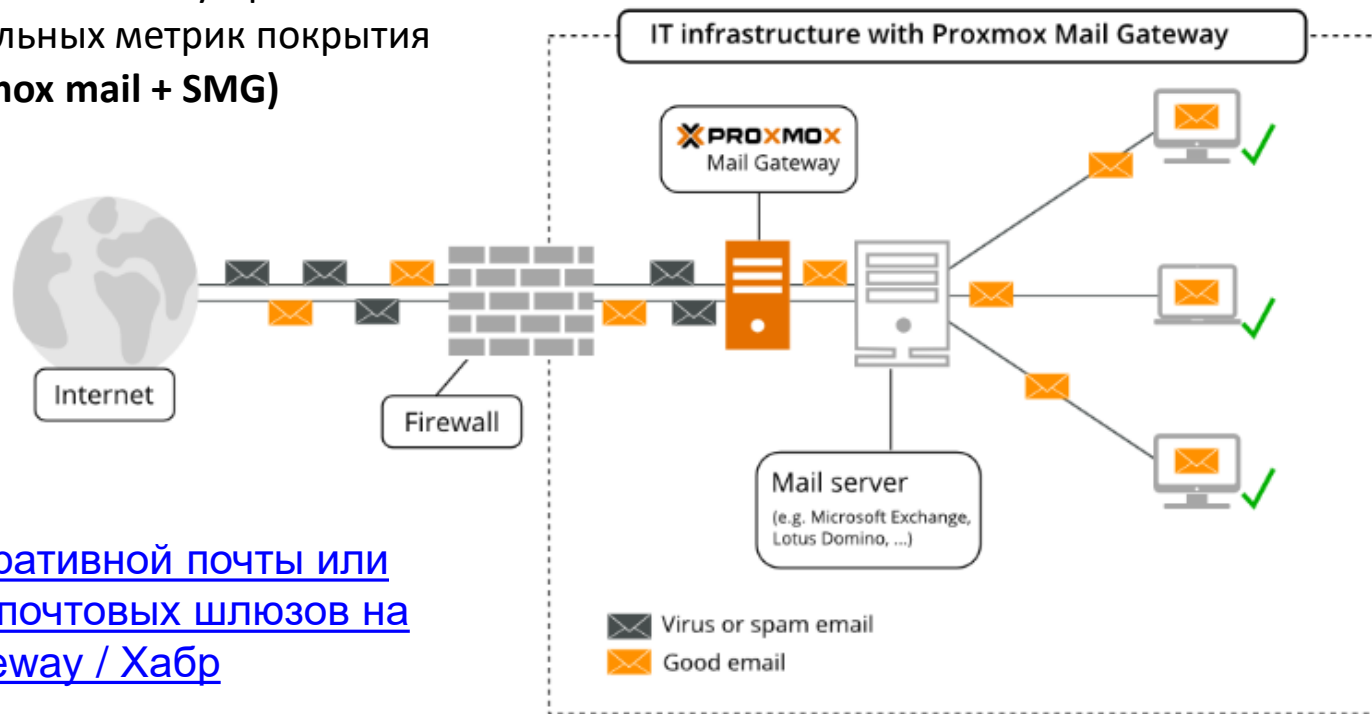 льных метрик покрытия
mox mail + SMG)
IT infrastructure with Proxmox Mail Gateway
PROXMOX
Mail Gateway
Internet
Firewall
Mail server
(e.g. Microsoft Exchange,
Lotus Domino, ...)
ративной почты или
почтовых шлюзов на
eway / Хабр
Virus or spam email
Good email